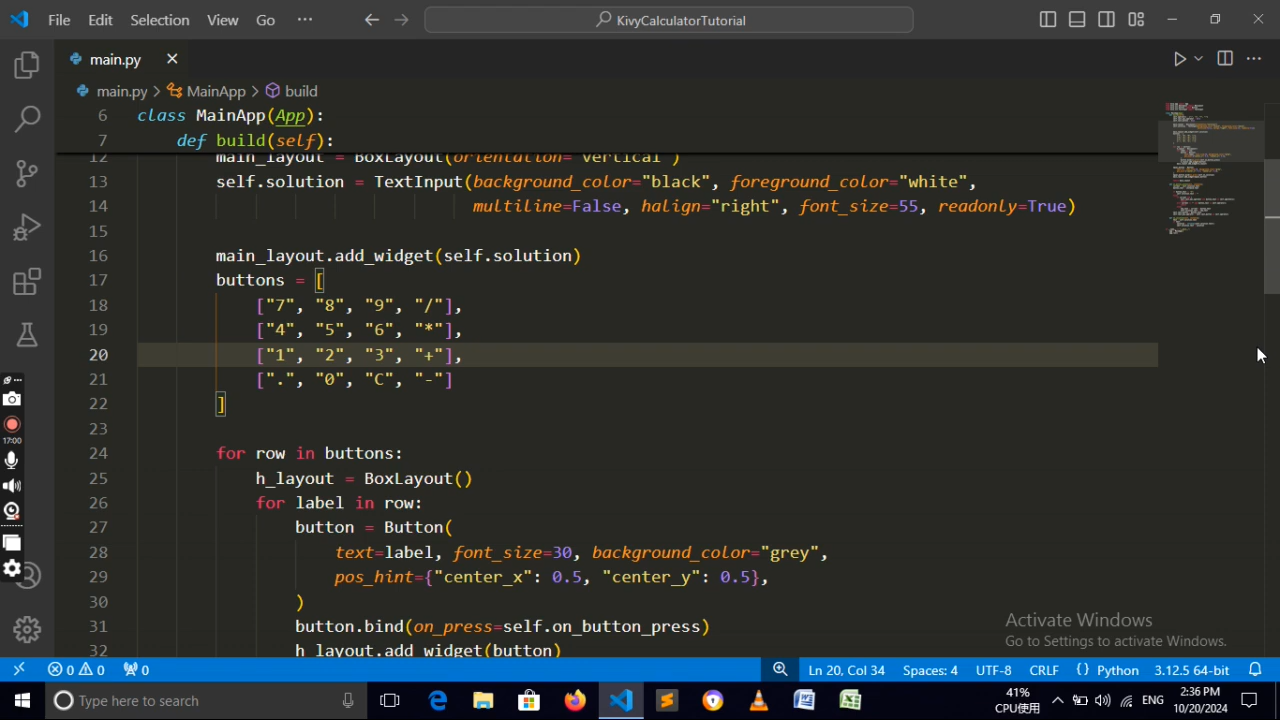 File Edit Selection View Go ··· KivyCalculatorTutorial
main.py
main.py > MainApp > build
6 class MainApp(App):
7 def build(self):
12 main_layout = BoxLayout(orientation="vertical")
13 self.solution = TextInput(background_color="black", foreground_color="white",
14 multiline=False, halign="right", font_size=55, readonly=True)
15
16 main_layout.add_widget(self.solution)
17 buttons = [
18 ["7", "8", "9", "/"],
19 ["4", "5", "6", "*"],
20 ["1", "2", "3", "+"],
21 [".", "0", "C", "-"]
22 ]
23
24 for row in buttons:
25 h_layout = BoxLayout()
26 for label in row:
27 button = Button(
28 text=label, font_size=30, background_color="grey",
29 pos_hint={"center_x": 0.5, "center_y": 0.5},
30 )
31 button.bind(on_press=self.on_button_press)
32 h_layout.add_widget(button)
17:00
Activate Windows
Go to Settings to activate Windows.
0 0 0 Ln 20, Col 34 Spaces: 4 UTF-8 CRLF {} Python 3.12.5 64-bit
Type here to search
41%
CPU使用
ENG
2:36 PM
10/20/2024